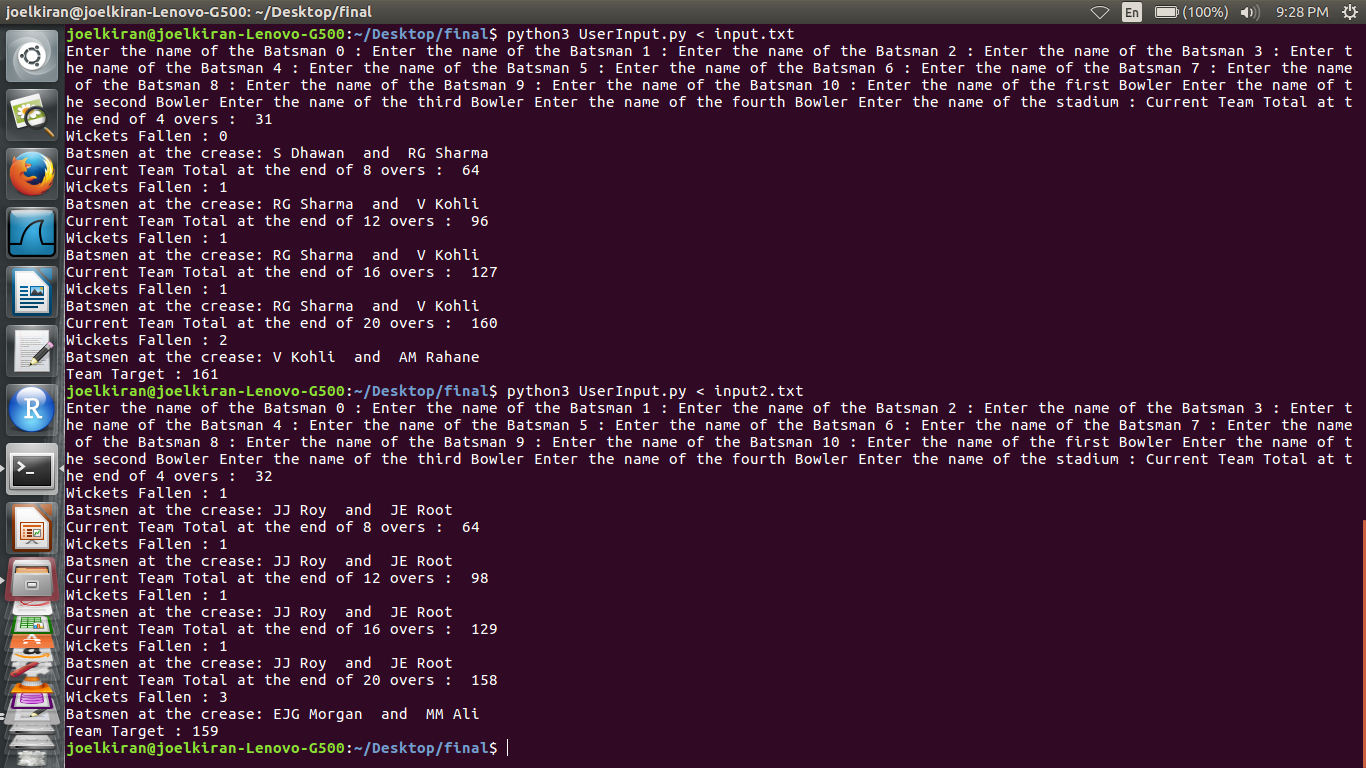 joelkiran@joelkiran-Lenovo-G500: ~/Desktop/final En (100%) 9:28 PM
joelkiran@joelkiran-Lenovo-G500:~/Desktop/final$ python3 UserInput.py < input.txt
Enter the name of the Batsman 0 : Enter the name of the Batsman 1 : Enter the name of the Batsman 2 : Enter the name of the Batsman 3 : Enter t
he name of the Batsman 4 : Enter the name of the Batsman 5 : Enter the name of the Batsman 6 : Enter the name of the Batsman 7 : Enter the name
 of the Batsman 8 : Enter the name of the Batsman 9 : Enter the name of the Batsman 10 : Enter the name of the first Bowler Enter the name of t
he second Bowler Enter the name of the third Bowler Enter the name of the fourth Bowler Enter the name of the stadium : Current Team Total at t
he end of 4 overs :  31
Wickets Fallen : 0
Batsmen at the crease: S Dhawan  and  RG Sharma
Current Team Total at the end of 8 overs :  64
Wickets Fallen : 1
Batsmen at the crease: RG Sharma  and  V Kohli
Current Team Total at the end of 12 overs :  96
Wickets Fallen : 1
Batsmen at the crease: RG Sharma  and  V Kohli
Current Team Total at the end of 16 overs :  127
Wickets Fallen : 1
Batsmen at the crease: RG Sharma  and  V Kohli
Current Team Total at the end of 20 overs :  160
Wickets Fallen : 2
Batsmen at the crease: V Kohli  and  AM Rahane
Team Target : 161
joelkiran@joelkiran-Lenovo-G500:~/Desktop/final$ python3 UserInput.py < input2.txt
Enter the name of the Batsman 0 : Enter the name of the Batsman 1 : Enter the name of the Batsman 2 : Enter the name of the Batsman 3 : Enter t
he name of the Batsman 4 : Enter the name of the Batsman 5 : Enter the name of the Batsman 6 : Enter the name of the Batsman 7 : Enter the name
 of the Batsman 8 : Enter the name of the Batsman 9 : Enter the name of the Batsman 10 : Enter the name of the first Bowler Enter the name of t
he second Bowler Enter the name of the third Bowler Enter the name of the fourth Bowler Enter the name of the stadium : Current Team Total at t
he end of 4 overs :  32
Wickets Fallen : 1
Batsmen at the crease: JJ Roy  and  JE Root
Current Team Total at the end of 8 overs :  64
Wickets Fallen : 1
Batsmen at the crease: JJ Roy  and  JE Root
Current Team Total at the end of 12 overs :  98
Wickets Fallen : 1
Batsmen at the crease: JJ Roy  and  JE Root
Current Team Total at the end of 16 overs :  129
Wickets Fallen : 1
Batsmen at the crease: JJ Roy  and  JE Root
Current Team Total at the end of 20 overs :  158
Wickets Fallen : 3
Batsmen at the crease: EJG Morgan  and  MM Ali
Team Target : 159
joelkiran@joelkiran-Lenovo-G500:~/Desktop/final$
R
>_
a